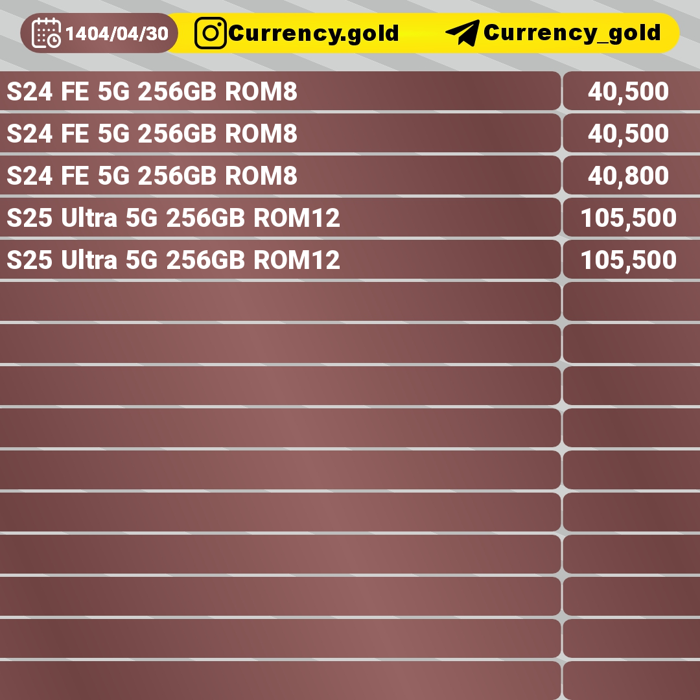 1404/04/30 Currency.gold Currency_gold
S24 FE 5G 256GB ROM8 40,500
S24 FE 5G 256GB ROM8 40,500
S24 FE 5G 256GB ROM8 40,800
S25 Ultra 5G 256GB ROM12 105,500
S25 Ultra 5G 256GB ROM12 105,500